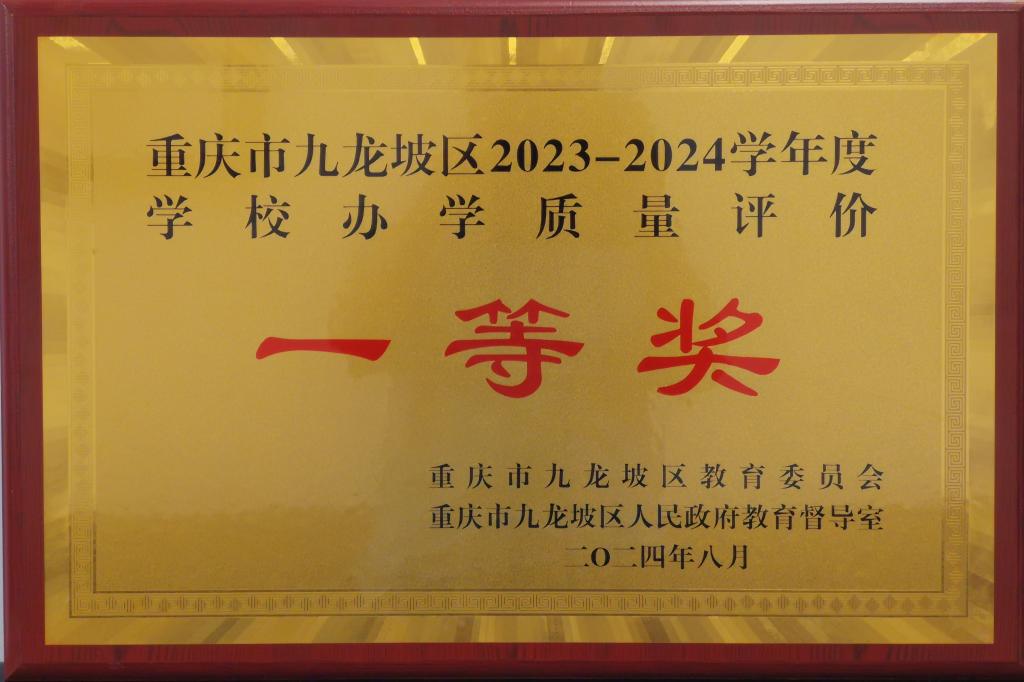 重庆市九龙坡区2023-2024学年度
学校办学质量评价
一等奖
重庆市九龙坡区教育委员会
重庆市九龙坡区人民政府教育督导室
二O二四年八月